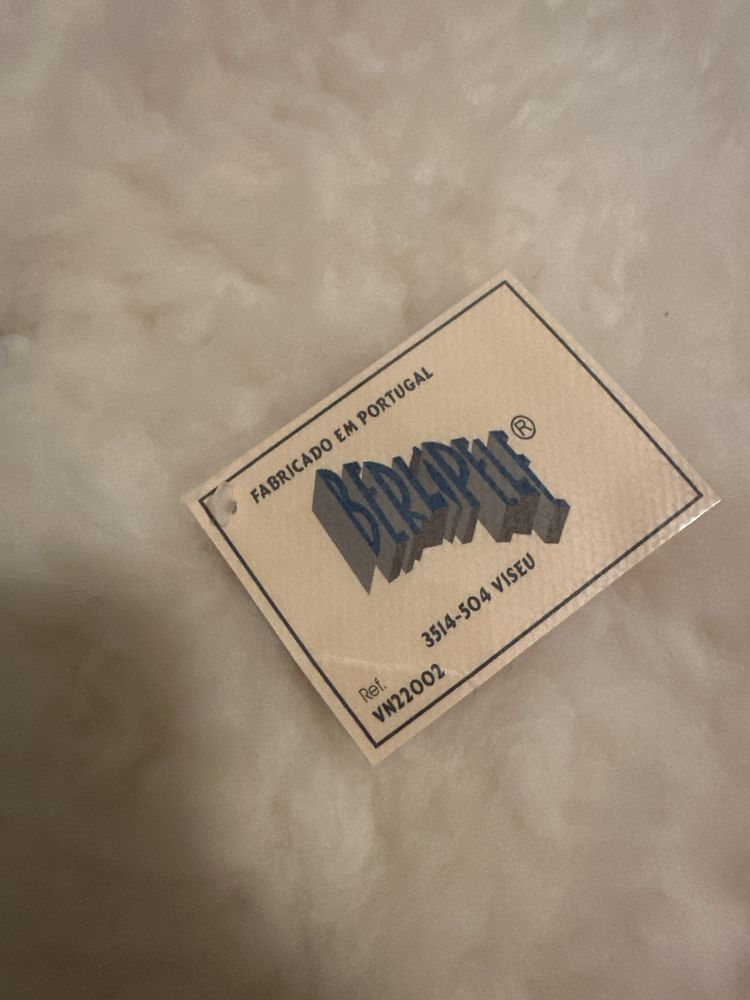 FABRICADO EM PORTUGAL
BERLAPELE ®
3514-504 VISEU
Ref.
VN22002